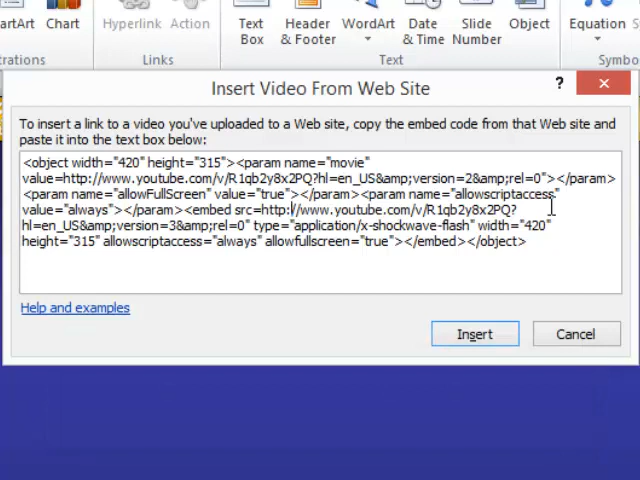 artArt Chart Hyperlink Action Text Box Header & Footer WordArt Date & Time Slide Number Object Equation
trations Links Text Symbo
Insert Video From Web Site
?
To insert a link to a video you've uploaded to a Web site, copy the embed code from that Web site and
paste it into the text box below:
<object width="420" height="315"><param name="movie"
value=http://www.youtube.com/v/R1qb2y8x2PQ?hl=en_US&amp;version=2&amp;rel=0"></param>
<param name="allowFullScreen" value="true"></param><param name="allowscriptaccess"
value="always"></param><embed src=http://www.youtube.com/v/R1qb2y8x2PQ?
hl=en_US&amp;version=3&amp;rel=0" type="application/x-shockwave-flash" width="420"
height="315" allowscriptaccess="always" allowfullscreen="true"></embed></object>
Help and examples
Insert Cancel